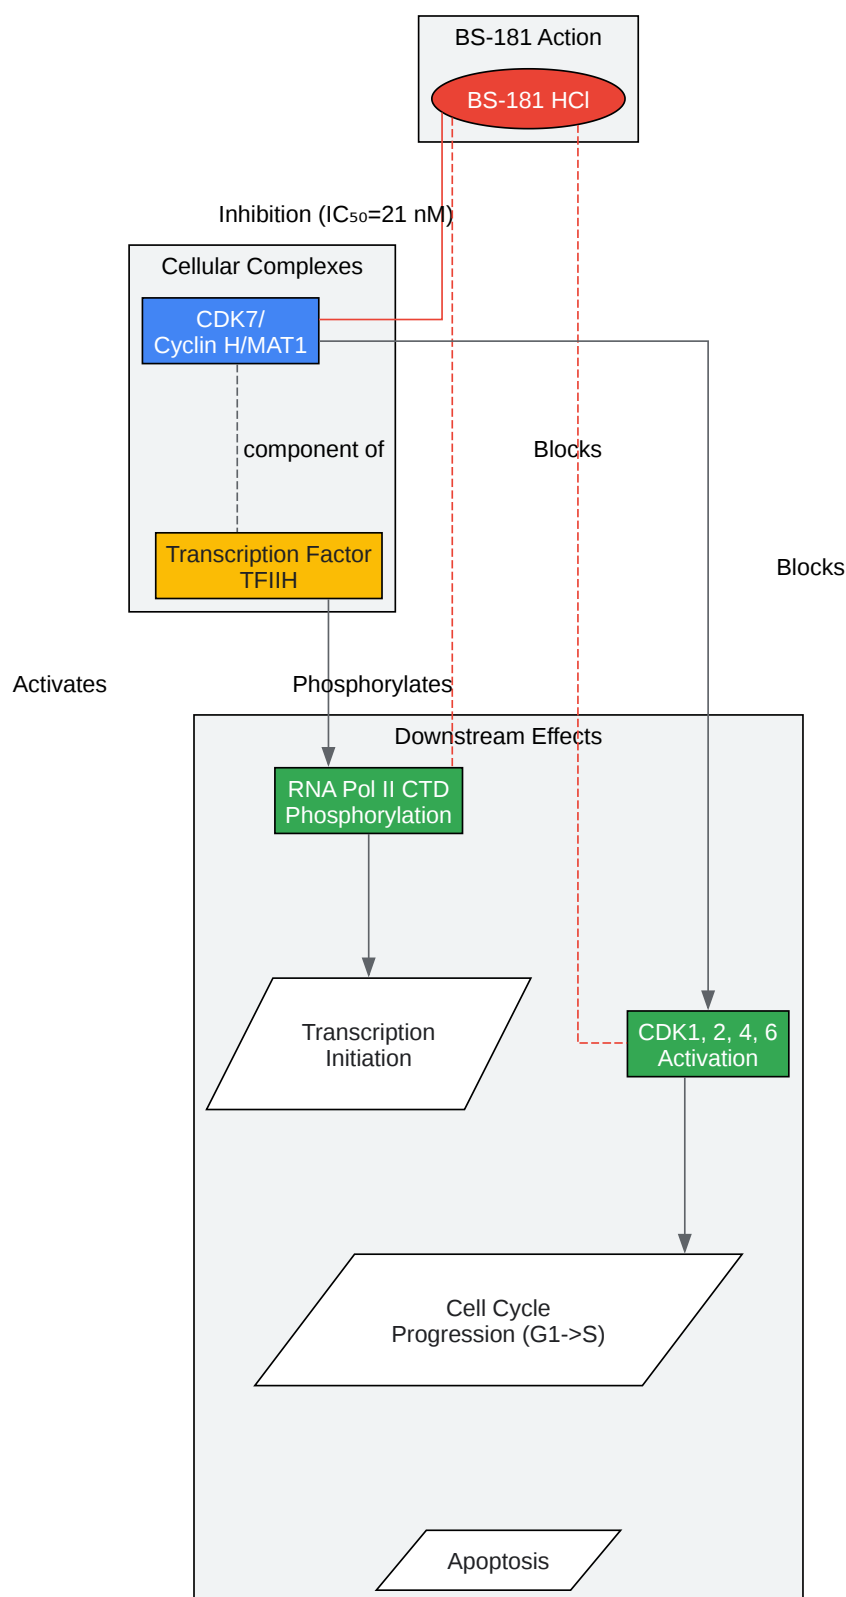 BS-181 Action
BS-181 HCl
Inhibition (IC₅₀=21 nM)
Cellular Complexes
CDK7/
Cyclin H/MAT1
component of
Blocks
Transcription Factor
TFIIH
Blocks
Activates
Phosphorylates
Downstream Effects
RNA Pol II CTD
Phosphorylation
Transcription
Initiation
CDK1, 2, 4, 6
Activation
Cell Cycle
Progression (G1->S)
Apoptosis